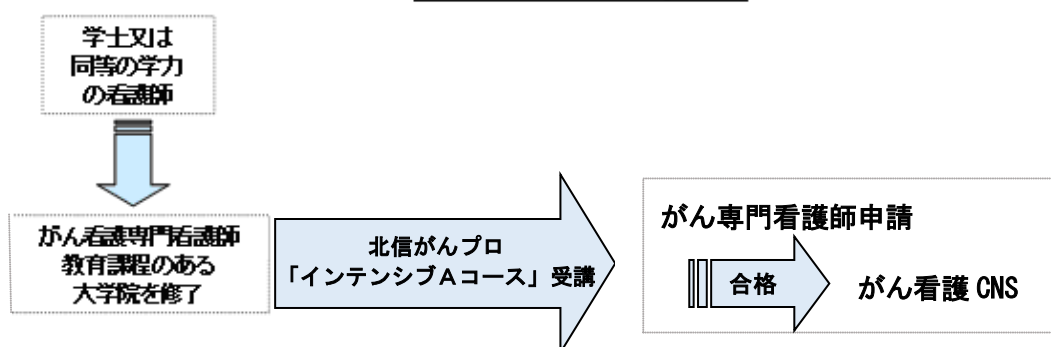 学士又は
同等の学力
の看護師
がん看護専門看護師
教育課程のある
大学院を修了
北信がんプロ
「インテンシブAコース」受講
がん専門看護師申請
合格
がん看護 CNS